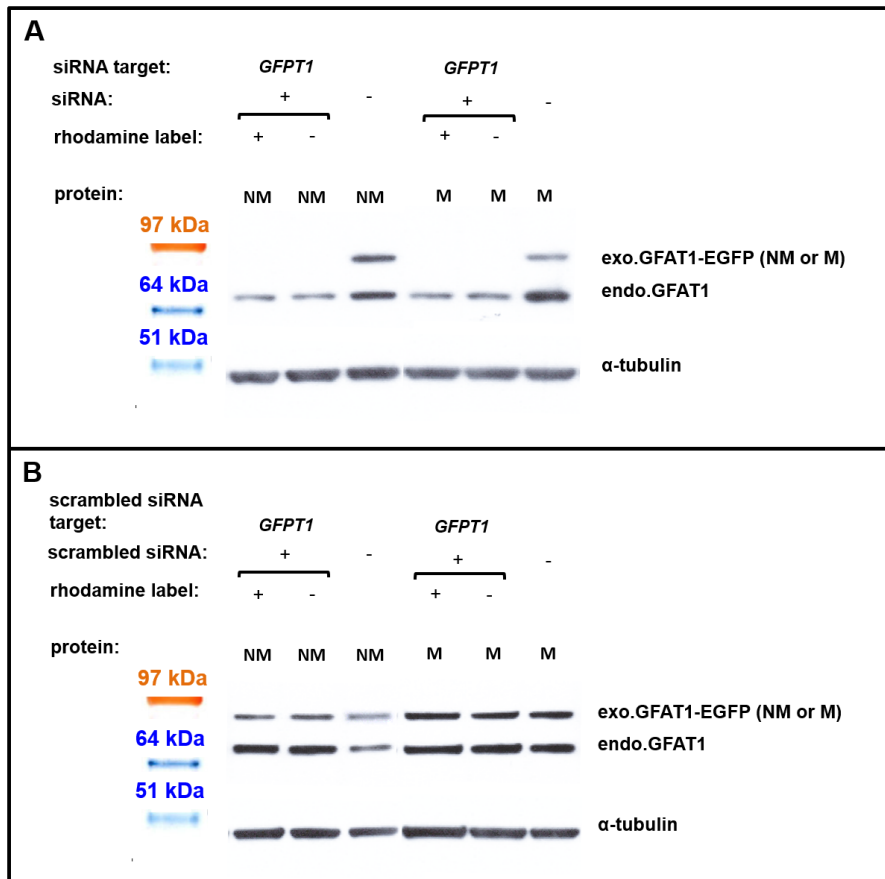 A
siRNA target: GFPT1 GFPT1
siRNA: + - + -
rhodamine label: + - + -
protein: NM NM NM M M M
97 kDa
exo.GFAT1-EGFP (NM or M)
64 kDa
endo.GFAT1
51 kDa
α-tubulin
B
scrambled siRNA
target: GFPT1 GFPT1
scrambled siRNA: + - + -
rhodamine label: + - + -
protein: NM NM NM M M M
97 kDa
exo.GFAT1-EGFP (NM or M)
64 kDa
endo.GFAT1
51 kDa
α-tubulin